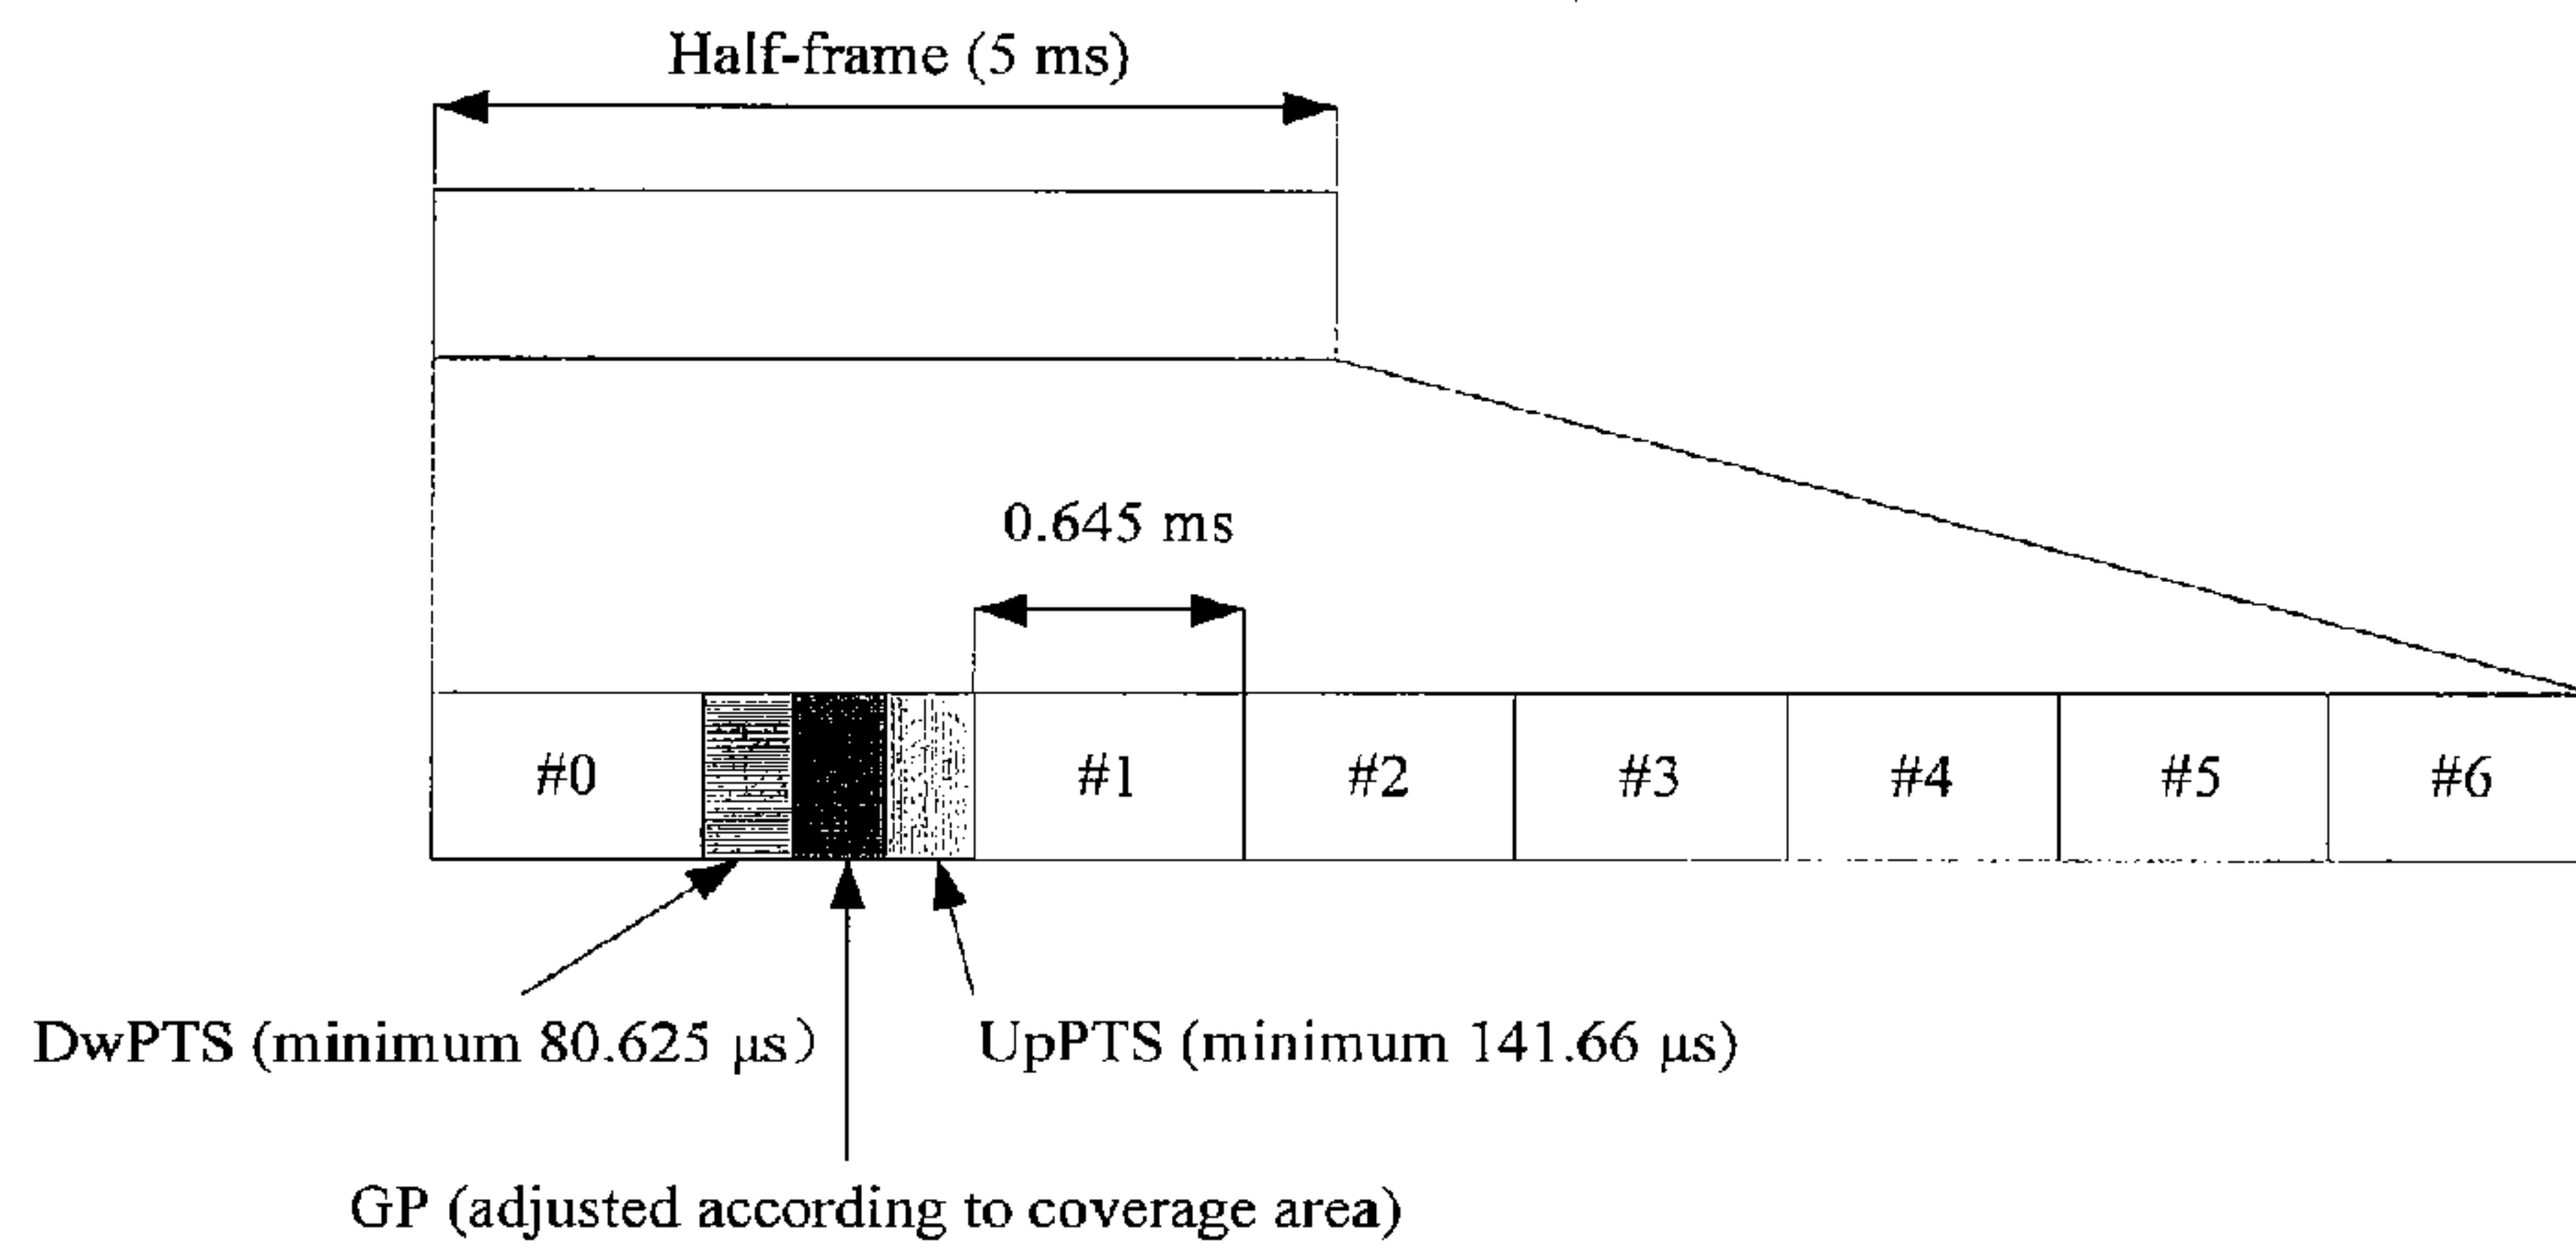 Half-frame (5 ms)
0.645 ms
#0
#1
#2
#3
#4
#5
#6
DwPTS (minimum 80.625 μs)
UpPTS (minimum 141.66 μs)
GP (adjusted according to coverage area)